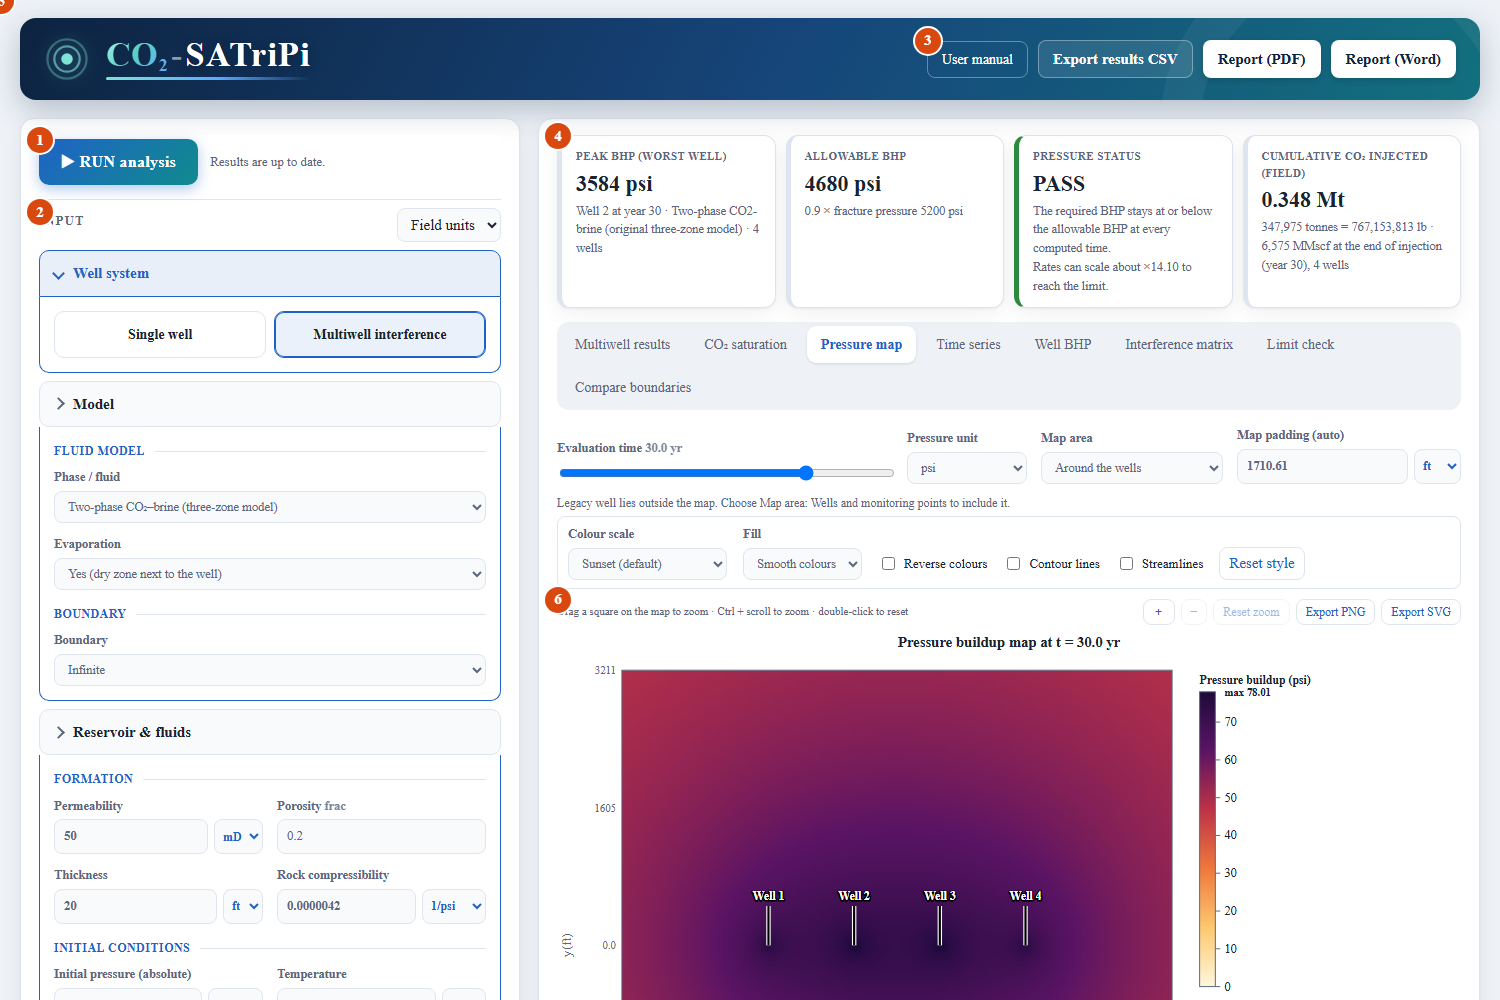 CO2-SATriPi
3
User manual
Export results CSV
Report (PDF)
Report (Word)
1
▶ RUN analysis
Results are up to date.
2
PUT
Field units
Well system
Single well
Multiwell interference
Model
FLUID MODEL
Phase / fluid
Two-phase CO₂–brine (three-zone model)
Evaporation
Yes (dry zone next to the well)
BOUNDARY
Boundary
Infinite
Reservoir & fluids
FORMATION
Permeability
Porosity frac
50
mD
0.2
Thickness
Rock compressibility
20
ft
0.0000042
1/psi
INITIAL CONDITIONS
Initial pressure (absolute)
Temperature
4
PEAK BHP (WORST WELL)
3584 psi
Well 2 at year 30 · Two-phase CO2-
brine (original three-zone model) · 4
wells
ALLOWABLE BHP
4680 psi
0.9 × fracture pressure 5200 psi
PRESSURE STATUS
PASS
The required BHP stays at or below
the allowable BHP at every
computed time.
Rates can scale about ×14.10 to
reach the limit.
CUMULATIVE CO₂ INJECTED
(FIELD)
0.348 Mt
347,975 tonnes = 767,153,813 lb ·
6,575 MMscf at the end of injection
(year 30), 4 wells
Multiwell results
CO₂ saturation
Pressure map
Time series
Well BHP
Interference matrix
Limit check
Compare boundaries
Evaluation time 30.0 yr
Pressure unit
psi
Map area
Around the wells
Map padding (auto)
1710.61
ft
Legacy well lies outside the map. Choose Map area: Wells and monitoring points to include it.
Colour scale
Sunset (default)
Fill
Smooth colours
Reverse colours
Contour lines
Streamlines
Reset style
6
rag a square on the map to zoom · Ctrl + scroll to zoom · double-click to reset
+
−
Reset zoom
Export PNG
Export SVG
Pressure buildup map at t = 30.0 yr
3211
1605
0.0
y(ft)
Well 1
Well 2
Well 3
Well 4
Pressure buildup (psi)
max 78.01
70
60
50
40
30
20
10
0